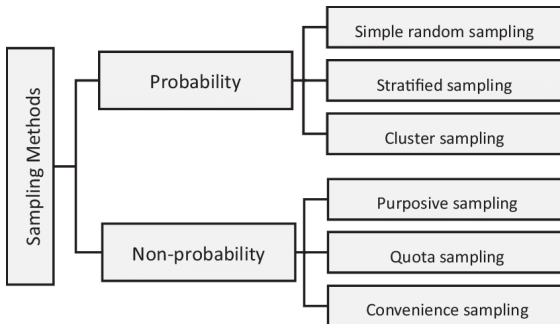 Sampling Methods
Probability
Simple random sampling
Stratified sampling
Cluster sampling
Non-probability
Purposive sampling
Quota sampling
Convenience sampling